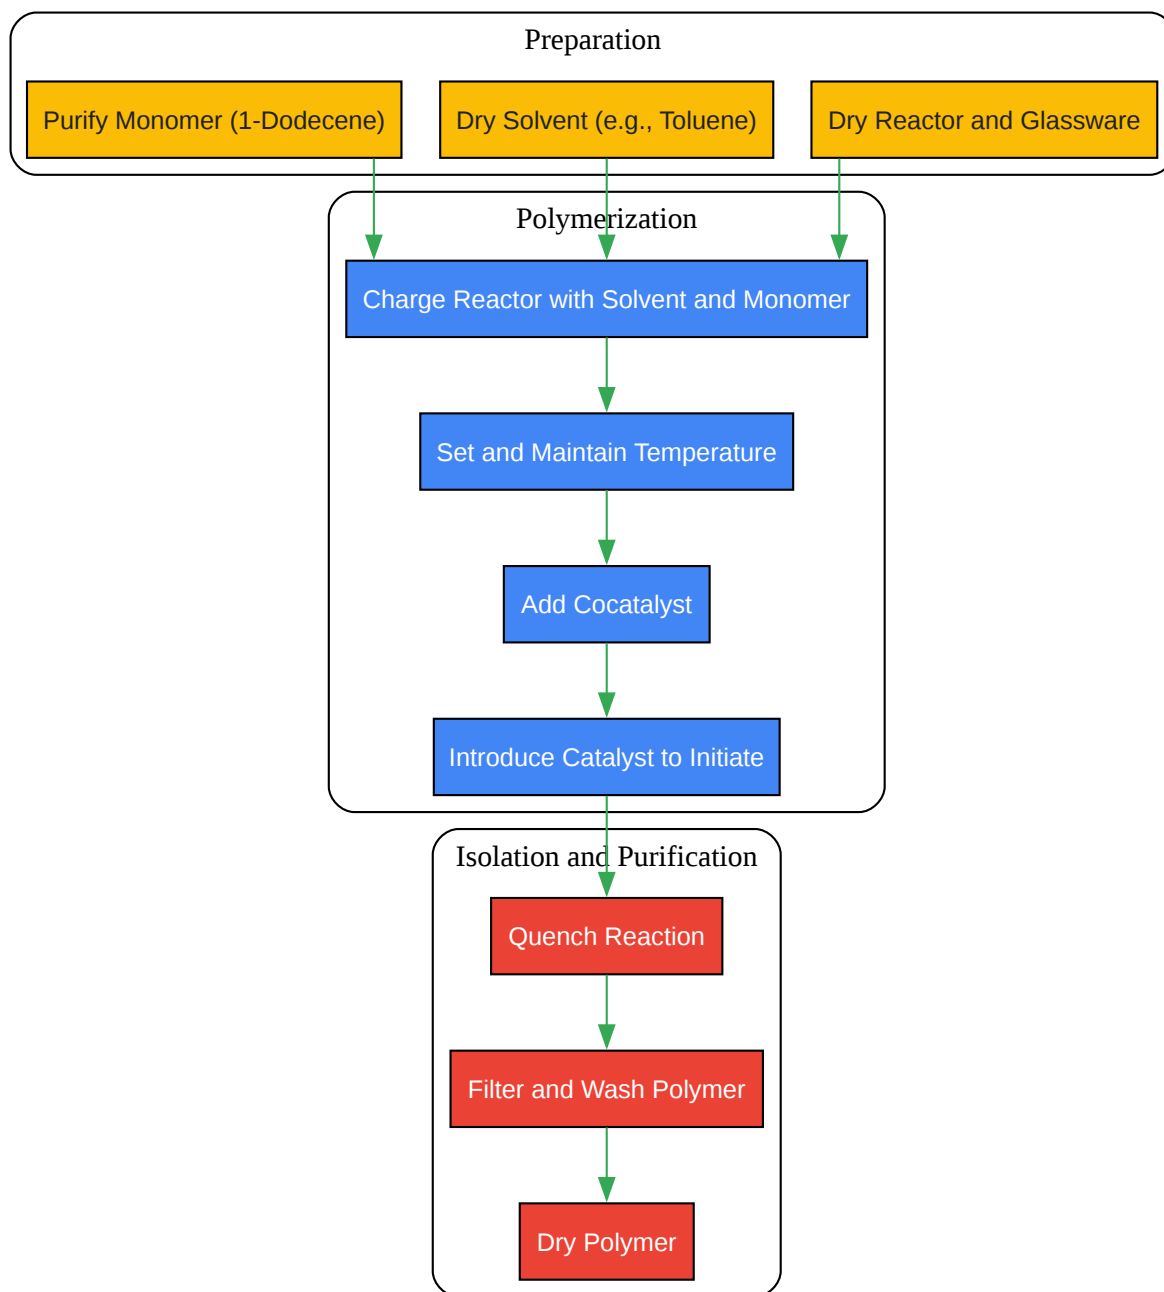 Preparation
Purify Monomer (1-Dodecene)
Dry Solvent (e.g., Toluene)
Dry Reactor and Glassware
Polymerization
Charge Reactor with Solvent and Monomer
Set and Maintain Temperature
Add Cocatalyst
Introduce Catalyst to Initiate
Isolation and Purification
Quench Reaction
Filter and Wash Polymer
Dry Polymer